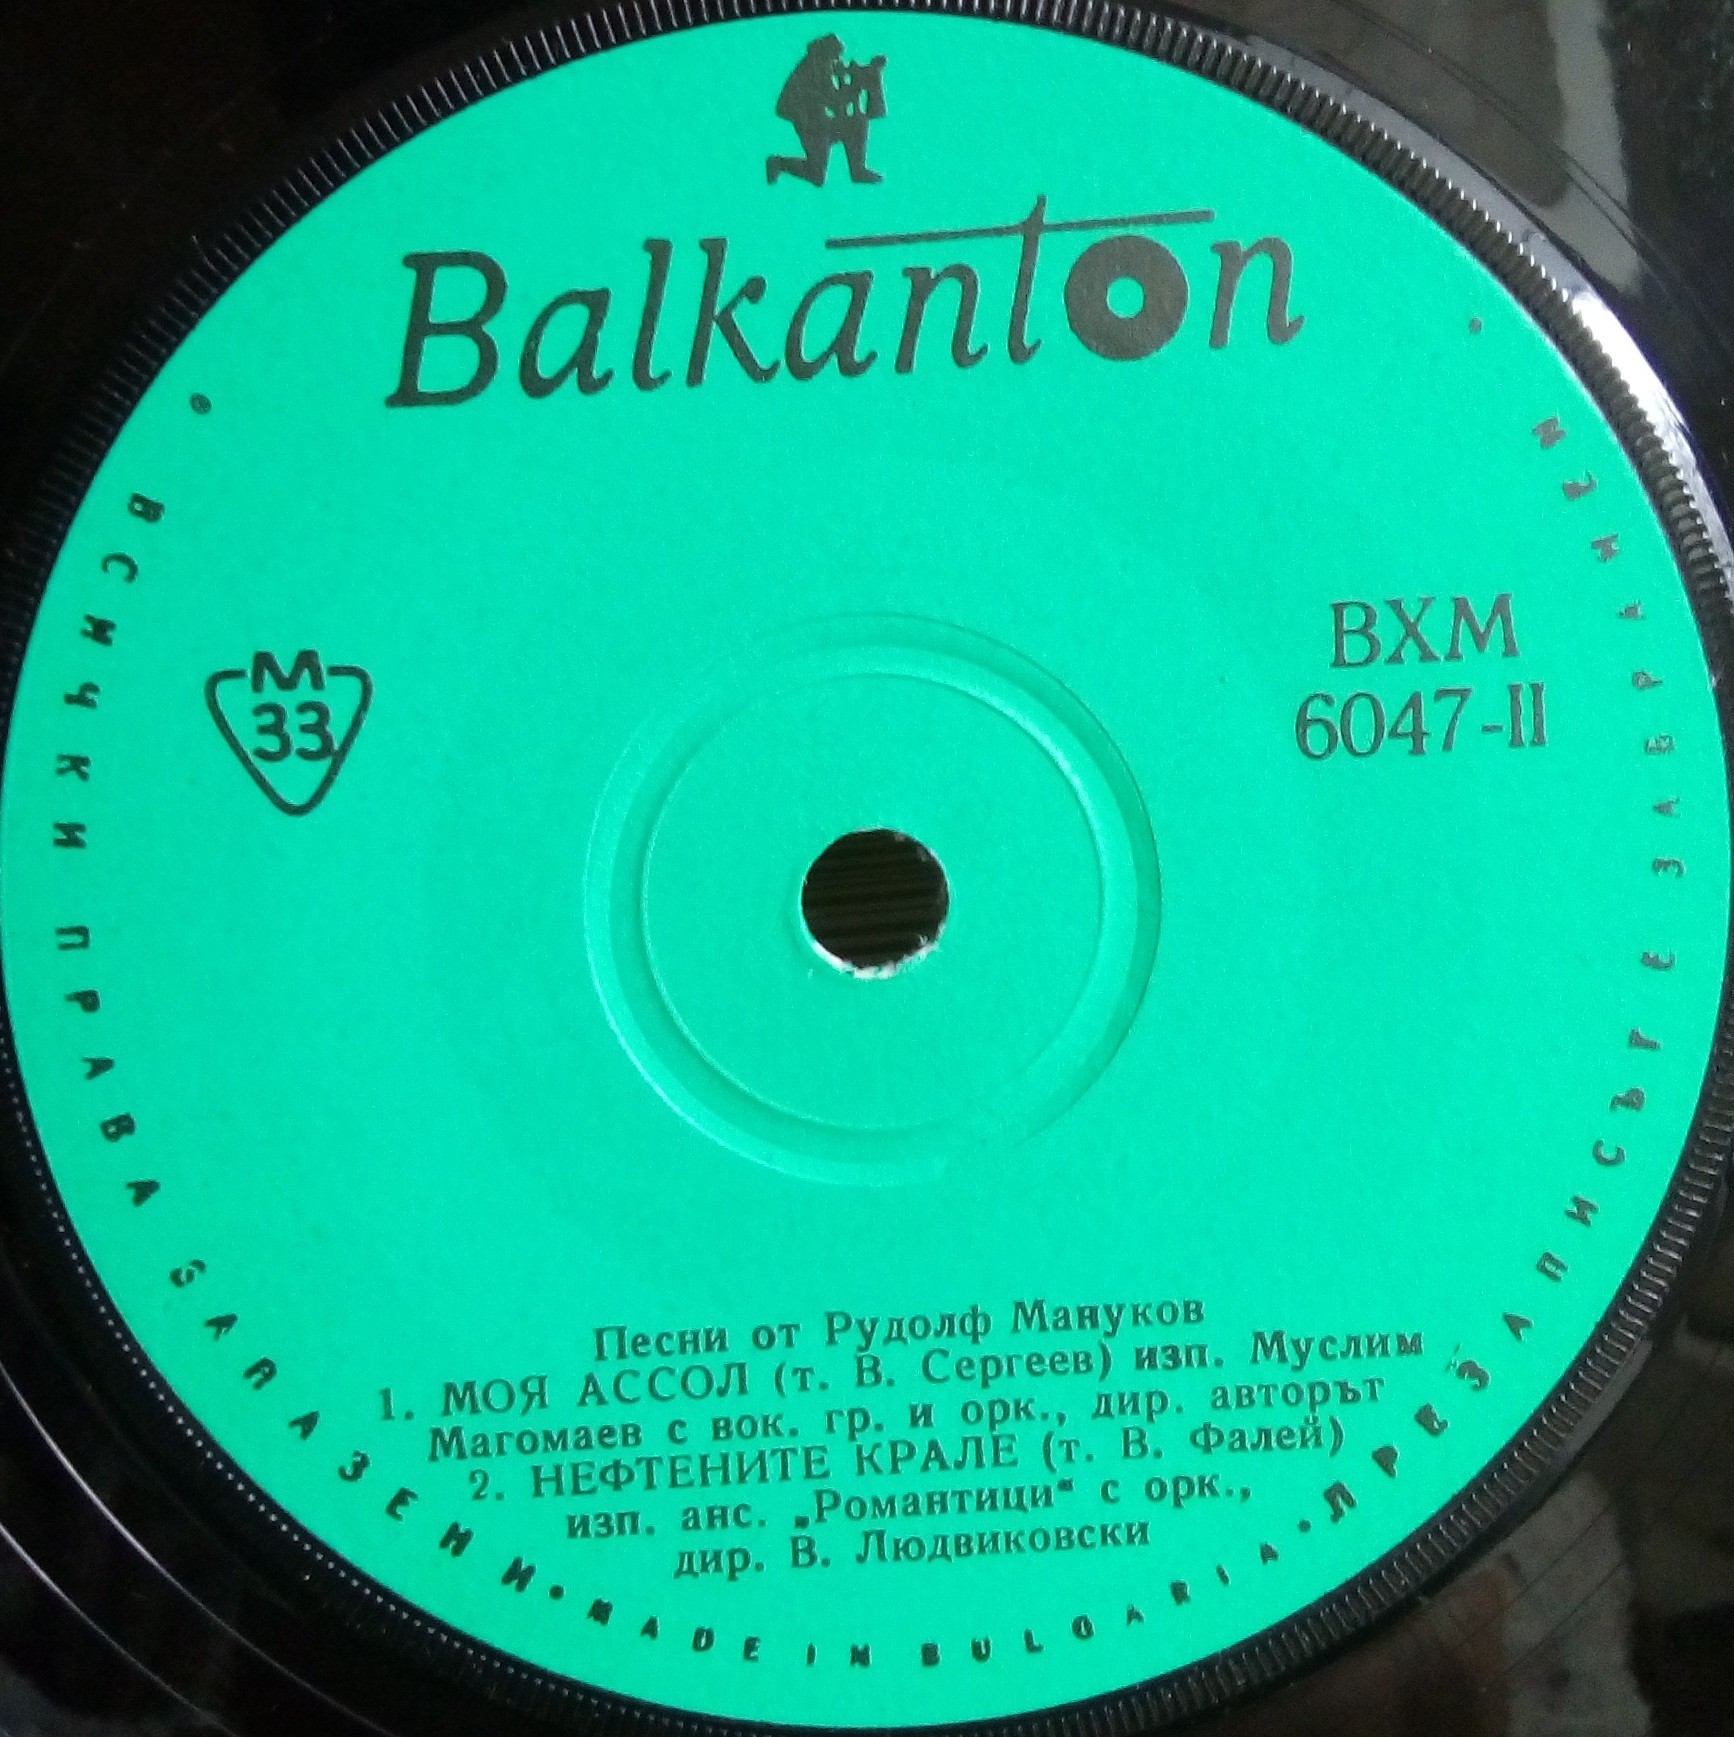 Balkanton
ВХМ
6047-II
М
33
Песни от Рудолф Мануков
1. МОЯ АССОЛ (т. В. Сергеев) изп. Муслим
Магомаев с вок. гр. и орк., дир. авторът
2. НЕФТЕНИТЕ КРАЛЕ (т. В. Фалей)
изп. анс. „Романтици“ с орк.,
дир. В. Людвиковски
• ВСИЧКИ ПРАВА ЗАПАЗЕНИ • MADE IN BULGARIA • ПРЕЗАПИСЪТ Е ЗАБРАНЕН •